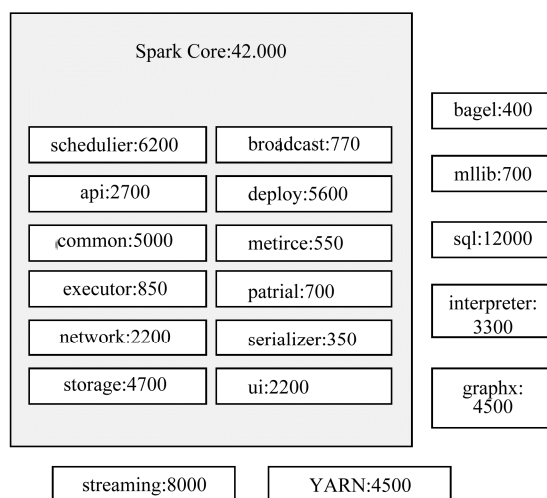 Spark Core:42.000
schedulier:6200
broadcast:770
bagel:400
api:2700
deploy:5600
mllib:700
common:5000
metirce:550
sql:12000
executor:850
patrial:700
interpreter:
3300
network:2200
serializer:350
storage:4700
ui:2200
graphx:
4500
streaming:8000
YARN:4500